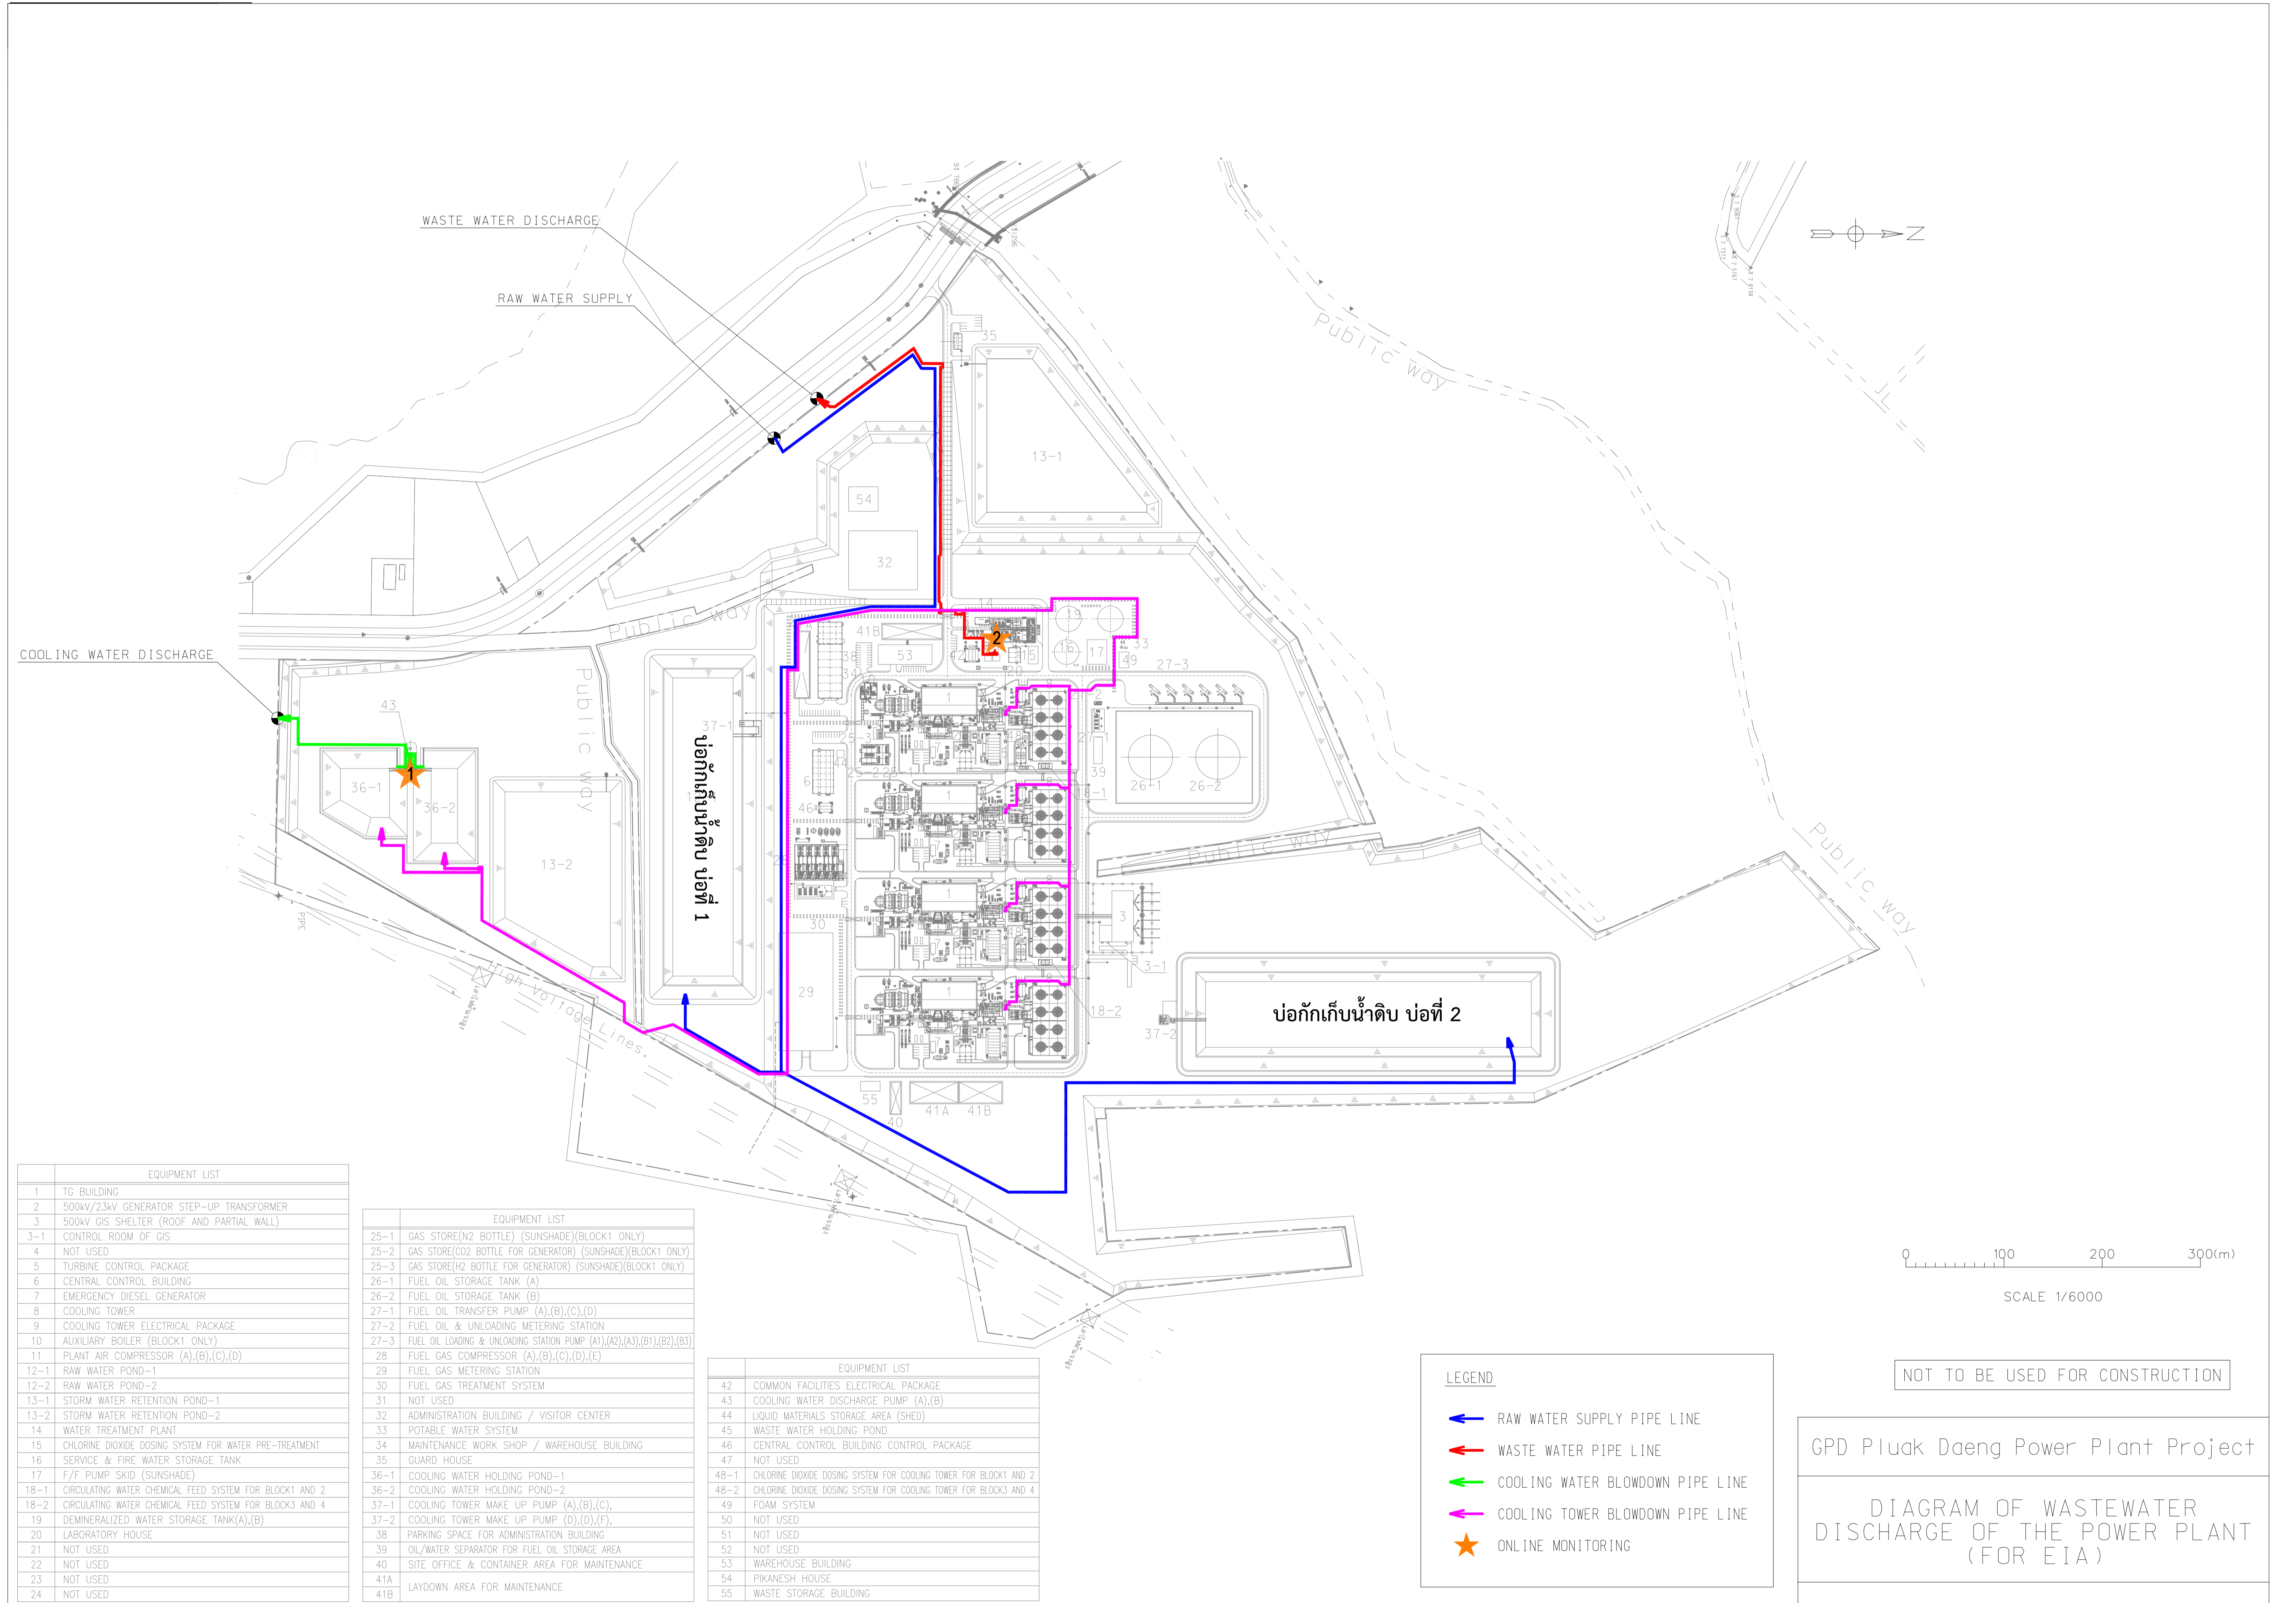 WASTE WATER DISCHARGE
RAW WATER SUPPLY
COOLING WATER DISCHARGE
N
Public way
Public way
Public way
Public way
Public way
High Voltage Lines.
PIPE
35
13-1
54
32
14
19
41B
53
42
15
16
17
33
49
38
34
20
27-3
43
37-1
36-1
36-2
13-2
1
2
25-3
44
6
25-2
25-1
46
27-1
39
26-1
26-2
18-1
3
3-1
30
29
18-2
37-2
55
40
41A
41B
บ่อกักเก็บน้ำดิบ บ่อที่ 1
บ่อกักเก็บน้ำดิบ บ่อที่ 2
0 100 200 300(m)
SCALE 1/6000
NOT TO BE USED FOR CONSTRUCTION
EQUIPMENT LIST
1 TG BUILDING
2 500kV/23kV GENERATOR STEP-UP TRANSFORMER
3 500kV GIS SHELTER (ROOF AND PARTIAL WALL)
3-1 CONTROL ROOM OF GIS
4 NOT USED
5 TURBINE CONTROL PACKAGE
6 CENTRAL CONTROL BUILDING
7 EMERGENCY DIESEL GENERATOR
8 COOLING TOWER
9 COOLING TOWER ELECTRICAL PACKAGE
10 AUXILIARY BOILER (BLOCK1 ONLY)
11 PLANT AIR COMPRESSOR (A),(B),(C),(D)
12-1 RAW WATER POND-1
12-2 RAW WATER POND-2
13-1 STORM WATER RETENTION POND-1
13-2 STORM WATER RETENTION POND-2
14 WATER TREATMENT PLANT
15 CHLORINE DIOXIDE DOSING SYSTEM FOR WATER PRE-TREATMENT
16 SERVICE & FIRE WATER STORAGE TANK
17 F/F PUMP SKID (SUNSHADE)
18-1 CIRCULATING WATER CHEMICAL FEED SYSTEM FOR BLOCK1 AND 2
18-2 CIRCULATING WATER CHEMICAL FEED SYSTEM FOR BLOCK3 AND 4
19 DEMINERALIZED WATER STORAGE TANK(A),(B)
20 LABORATORY HOUSE
21 NOT USED
22 NOT USED
23 NOT USED
24 NOT USED
EQUIPMENT LIST
25-1 GAS STORE(N2 BOTTLE) (SUNSHADE)(BLOCK1 ONLY)
25-2 GAS STORE(CO2 BOTTLE FOR GENERATOR) (SUNSHADE)(BLOCK1 ONLY)
25-3 GAS STORE(H2 BOTTLE FOR GENERATOR) (SUNSHADE)(BLOCK1 ONLY)
26-1 FUEL OIL STORAGE TANK (A)
26-2 FUEL OIL STORAGE TANK (B)
27-1 FUEL OIL TRANSFER PUMP (A),(B),(C),(D)
27-2 FUEL OIL & UNLOADING METERING STATION
27-3 FUEL OIL LOADING & UNLOADING STATION PUMP (A1),(A2),(A3),(B1),(B2),(B3)
28 FUEL GAS COMPRESSOR (A),(B),(C),(D),(E)
29 FUEL GAS METERING STATION
30 FUEL GAS TREATMENT SYSTEM
31 NOT USED
32 ADMINISTRATION BUILDING / VISITOR CENTER
33 POTABLE WATER SYSTEM
34 MAINTENANCE WORK SHOP / WAREHOUSE BUILDING
35 GUARD HOUSE
36-1 COOLING WATER HOLDING POND-1
36-2 COOLING WATER HOLDING POND-2
37-1 COOLING TOWER MAKE UP PUMP (A),(B),(C),
37-2 COOLING TOWER MAKE UP PUMP (D),(D),(F),
38 PARKING SPACE FOR ADMINISTRATION BUILDING
39 OIL/WATER SEPARATOR FOR FUEL OIL STORAGE AREA
40 SITE OFFICE & CONTAINER AREA FOR MAINTENANCE
41A
41B LAYDOWN AREA FOR MAINTENANCE
EQUIPMENT LIST
42 COMMON FACILITIES ELECTRICAL PACKAGE
43 COOLING WATER DISCHARGE PUMP (A),(B)
44 LIQUID MATERIALS STORAGE AREA (SHED)
45 WASTE WATER HOLDING POND
46 CENTRAL CONTROL BUILDING CONTROL PACKAGE
47 NOT USED
48-1 CHLORINE DIOXIDE DOSING SYSTEM FOR COOLING TOWER FOR BLOCK1 AND 2
48-2 CHLORINE DIOXIDE DOSING SYSTEM FOR COOLING TOWER FOR BLOCK3 AND 4
49 FOAM SYSTEM
50 NOT USED
51 NOT USED
52 NOT USED
53 WAREHOUSE BUILDING
54 PIKANESH HOUSE
55 WASTE STORAGE BUILDING
LEGEND
RAW WATER SUPPLY PIPE LINE
WASTE WATER PIPE LINE
COOLING WATER BLOWDOWN PIPE LINE
COOLING TOWER BLOWDOWN PIPE LINE
ONLINE MONITORING
GPD Pluak Daeng Power Plant Project
DIAGRAM OF WASTEWATER
DISCHARGE OF THE POWER PLANT
(FOR EIA)